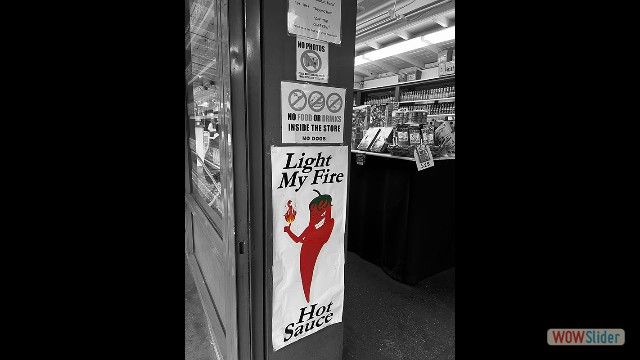 NO PHOTOS
NO FOOD OR DRINKS
INSIDE THE STORE
NO DOGS
Light
My Fire
Hot
Sauce
WOWSlider